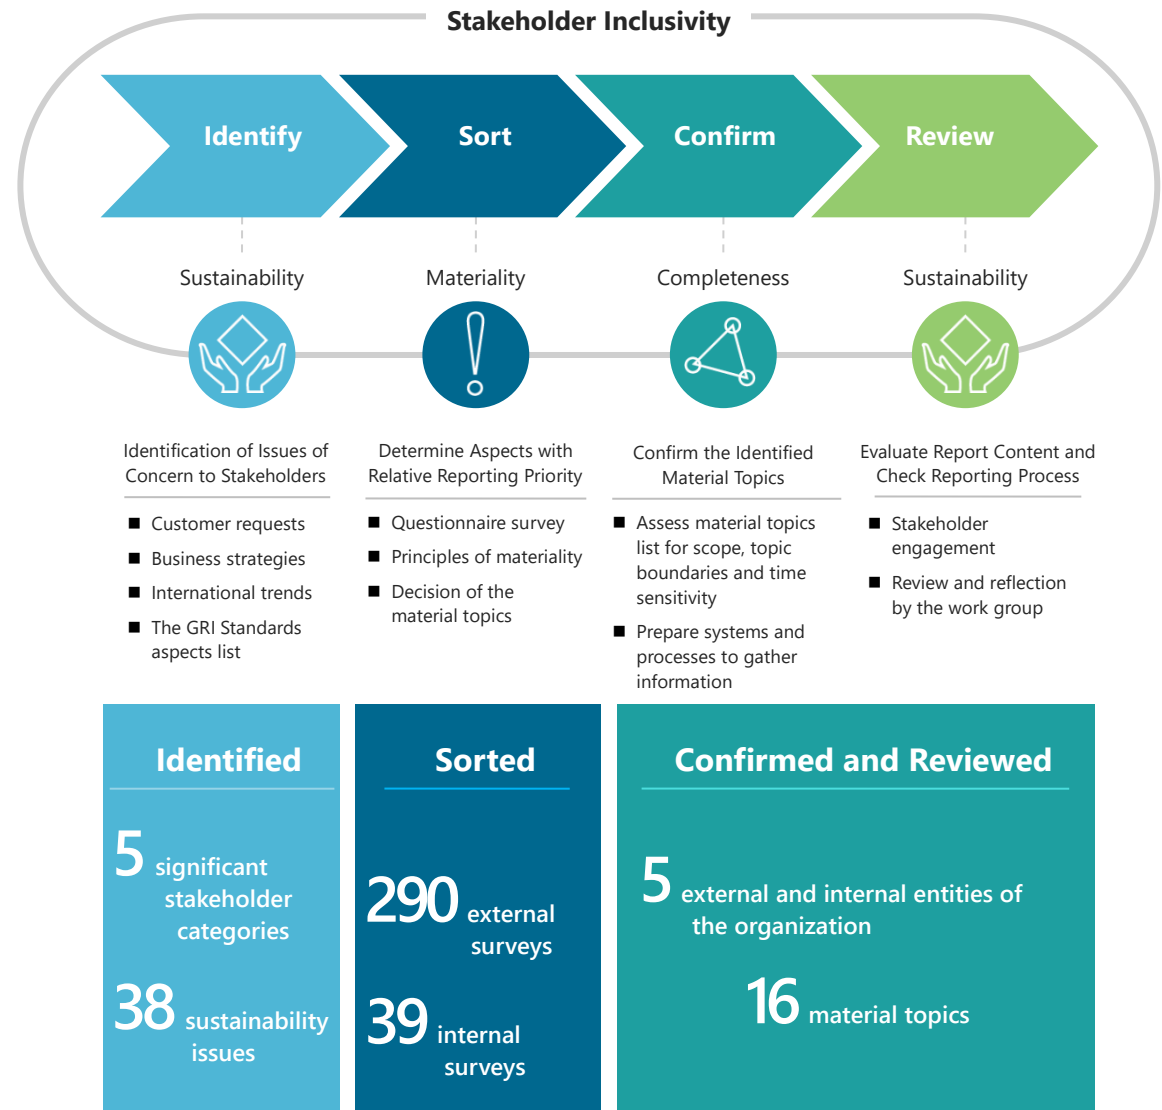 Stakeholder Inclusivity
Identify
Sort
Confirm
Review
Sustainability
Materiality
Completeness
Sustainability
Identification of Issues of
Concern to Stakeholders
■ Customer requests
■ Business strategies
■ International trends
■ The GRI Standards
aspects list
Determine Aspects with
Relative Reporting Priority
■ Questionnaire survey
■ Principles of materiality
■ Decision of the
material topics
Confirm the Identified
Material Topics
■ Assess material topics
list for scope, topic
boundaries and time
sensitivity
■ Prepare systems and
processes to gather
information
Evaluate Report Content and
Check Reporting Process
■ Stakeholder
engagement
■ Review and reflection
by the work group
Identified
5 significant
stakeholder
categories
38 sustainability
issues
Sorted
290 external
surveys
39 internal
surveys
Confirmed and Reviewed
5 external and internal entities of
the organization
16 material topics